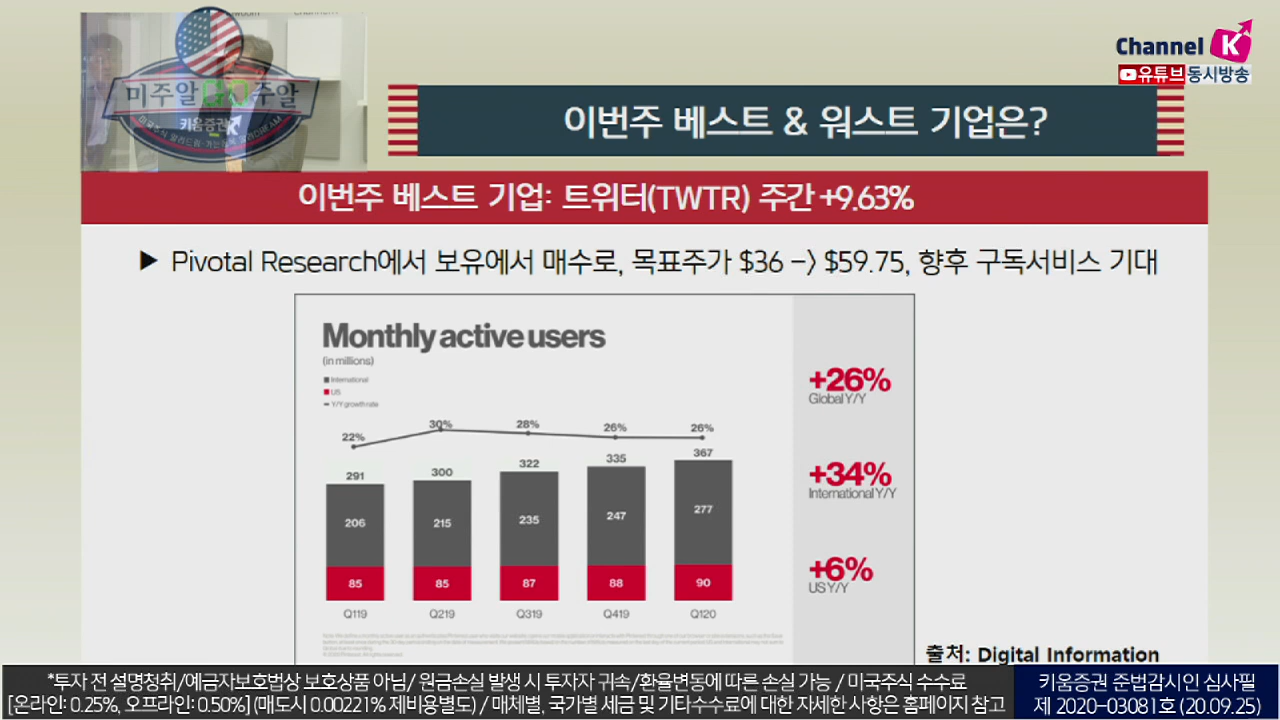 Channel K
유튜브 동시방송
미주알GO주알
키움증권
이번주 베스트 & 워스트 기업은?
이번주 베스트 기업: 트위터(TWTR) 주간 +9.63%
▶ Pivotal Research에서 보유에서 매수로, 목표주가 $36 -> $59.75, 향후 구독서비스 기대
Monthly active users
(in millions)
International
US
Y/Y growth rate
22% 30% 28% 26% 26%
291 300 322 335 367
206 215 235 247 277
85 85 87 88 90
Q119 Q219 Q319 Q419 Q120
+26%
Global Y/Y
+34%
International Y/Y
+6%
US Y/Y
출처: Digital Information
*투자 전 설명청취/예금자보호법상 보호상품 아님/ 원금손실 발생 시 투자자 귀속/환율변동에 따른 손실 가능 / 미국주식 수수료
[온라인: 0.25%, 오프라인: 0.50%] (매도시 0.00221% 제비용별도) / 매체별, 국가별 세금 및 기타수수료에 대한 자세한 사항은 홈페이지 참고
키움증권 준법감시인 심사필
제 2020-03081호 (20.09.25)